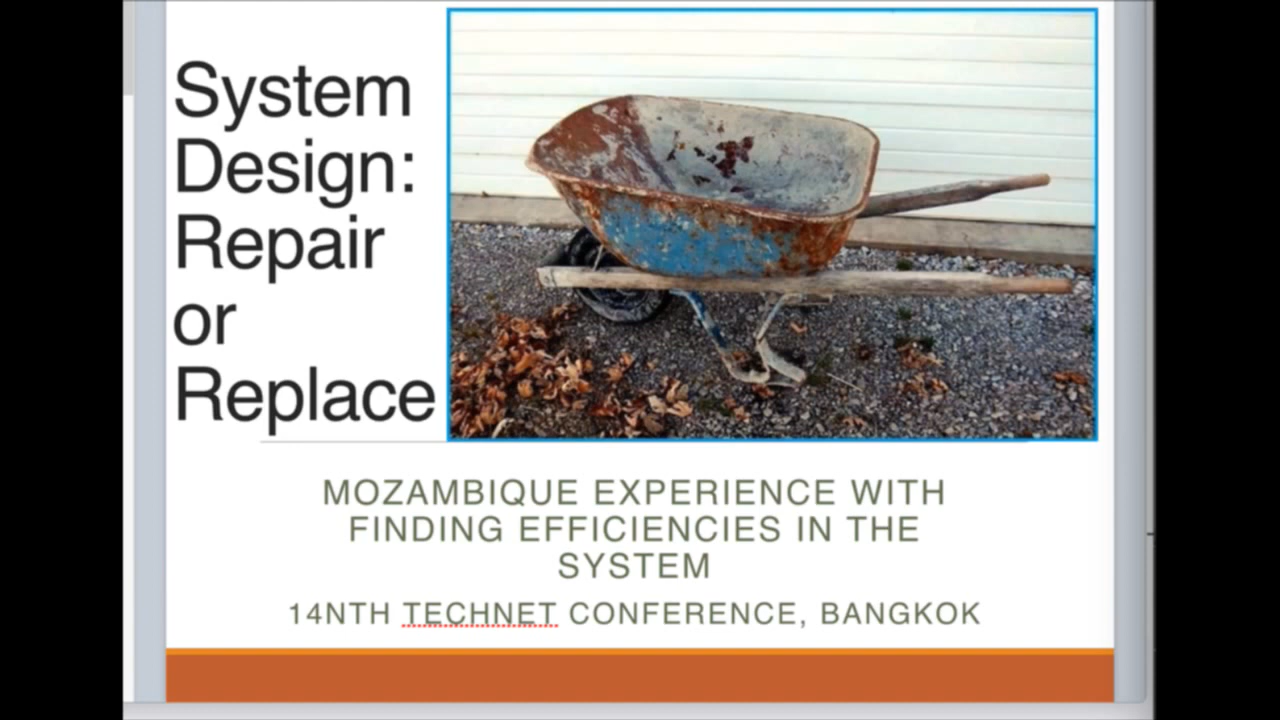 System
Design:
Repair
or
Replace
MOZAMBIQUE EXPERIENCE WITH
FINDING EFFICIENCIES IN THE
SYSTEM
14NTH TECHNET CONFERENCE, BANGKOK